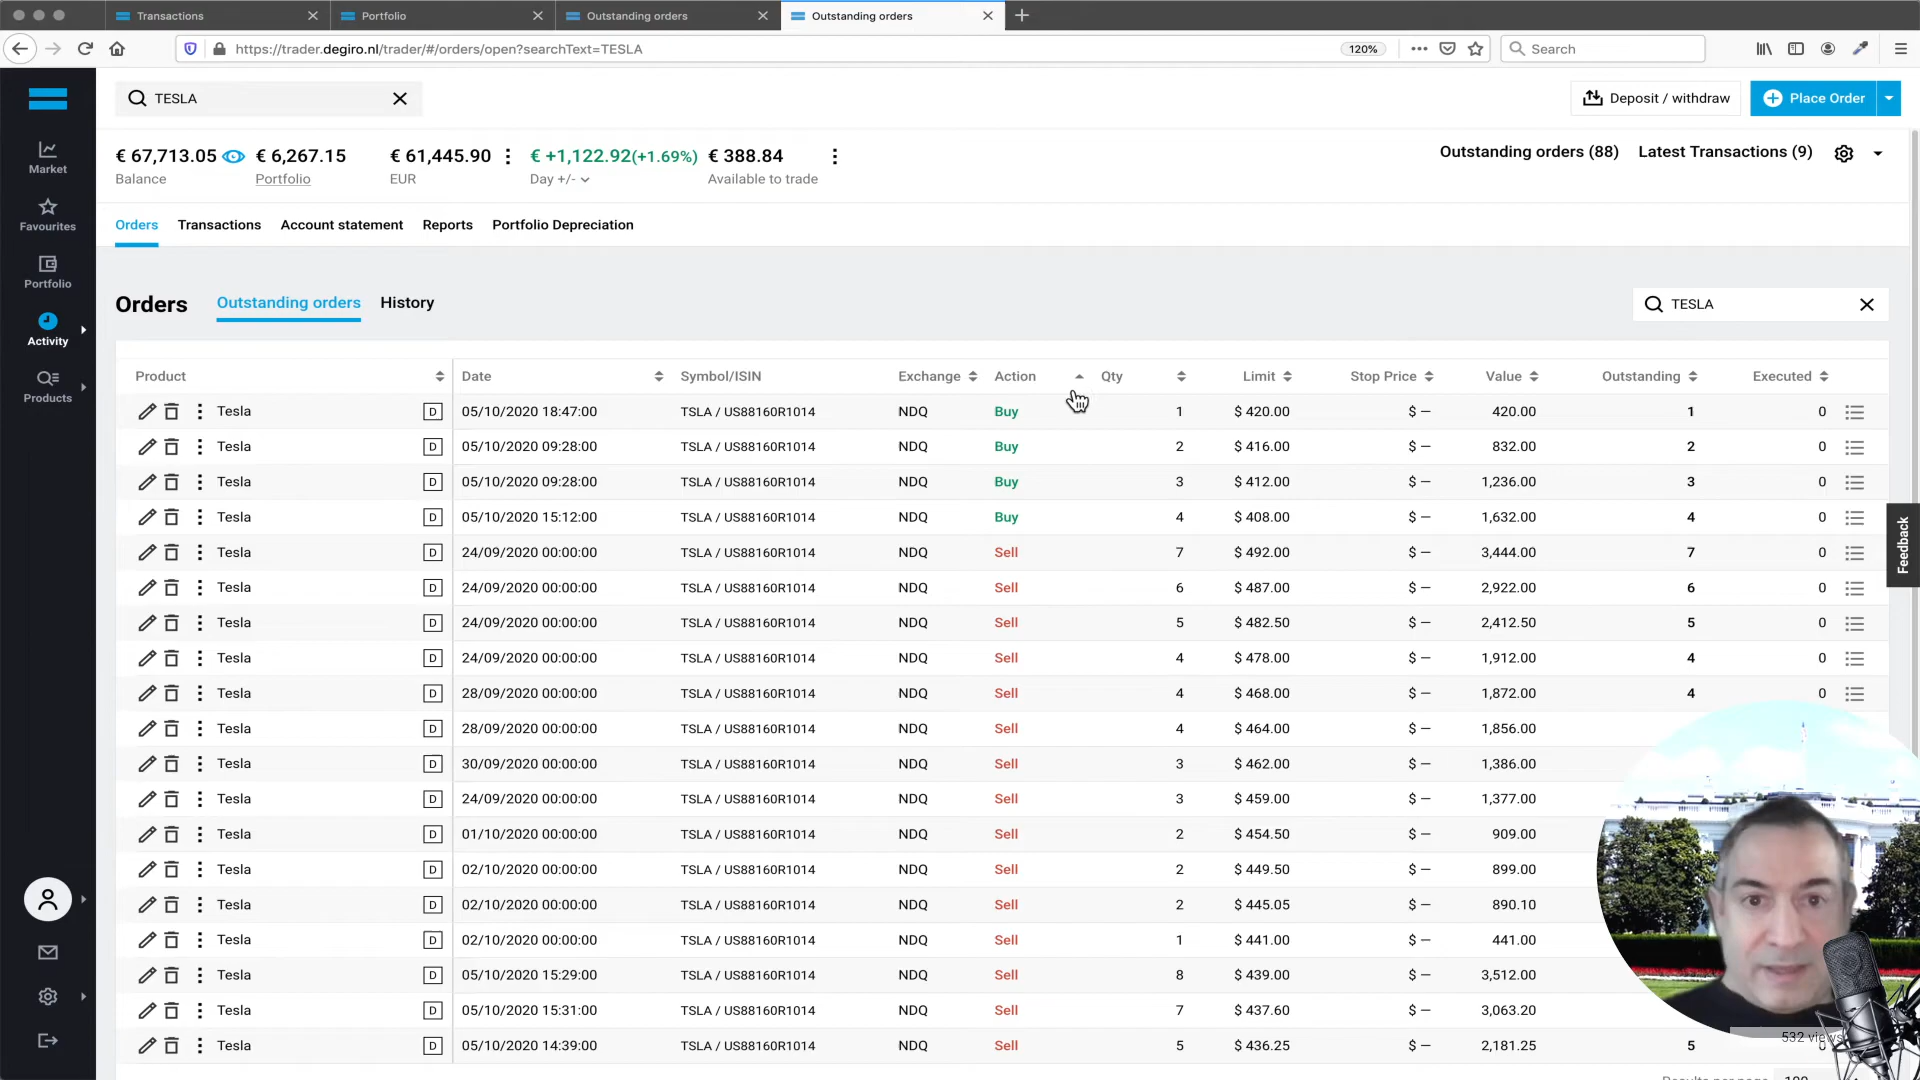 Transactions
Portfolio
Outstanding orders
Outstanding orders
https://trader.degiro.nl/trader/#/orders/open?searchText=TESLA
120%
Search
TESLA
Deposit / withdraw
Place Order
€ 67,713.05 € 6,267.15 € 61,445.90 € +1,122.92(+1.69%) € 388.84
Balance Portfolio EUR Day +/- Available to trade
Outstanding orders (88) Latest Transactions (9)
Market
Favourites
Portfolio
Activity
Products
Orders Transactions Account statement Reports Portfolio Depreciation
Orders Outstanding orders History
TESLA
Product Date Symbol/ISIN Exchange Action Qty Limit Stop Price Value Outstanding Executed
Tesla D 05/10/2020 18:47:00 TSLA / US88160R1014 NDQ Buy 1 $ 420.00 $ — 420.00 1 0
Tesla D 05/10/2020 09:28:00 TSLA / US88160R1014 NDQ Buy 2 $ 416.00 $ — 832.00 2 0
Tesla D 05/10/2020 09:28:00 TSLA / US88160R1014 NDQ Buy 3 $ 412.00 $ — 1,236.00 3 0
Tesla D 05/10/2020 15:12:00 TSLA / US88160R1014 NDQ Buy 4 $ 408.00 $ — 1,632.00 4 0
Tesla D 24/09/2020 00:00:00 TSLA / US88160R1014 NDQ Sell 7 $ 492.00 $ — 3,444.00 7 0
Tesla D 24/09/2020 00:00:00 TSLA / US88160R1014 NDQ Sell 6 $ 487.00 $ — 2,922.00 6 0
Tesla D 24/09/2020 00:00:00 TSLA / US88160R1014 NDQ Sell 5 $ 482.50 $ — 2,412.50 5 0
Tesla D 24/09/2020 00:00:00 TSLA / US88160R1014 NDQ Sell 4 $ 478.00 $ — 1,912.00 4 0
Tesla D 28/09/2020 00:00:00 TSLA / US88160R1014 NDQ Sell 4 $ 468.00 $ — 1,872.00 4 0
Tesla D 28/09/2020 00:00:00 TSLA / US88160R1014 NDQ Sell 4 $ 464.00 $ — 1,856.00
Tesla D 30/09/2020 00:00:00 TSLA / US88160R1014 NDQ Sell 3 $ 462.00 $ — 1,386.00
Tesla D 24/09/2020 00:00:00 TSLA / US88160R1014 NDQ Sell 3 $ 459.00 $ — 1,377.00
Tesla D 01/10/2020 00:00:00 TSLA / US88160R1014 NDQ Sell 2 $ 454.50 $ — 909.00
Tesla D 02/10/2020 00:00:00 TSLA / US88160R1014 NDQ Sell 2 $ 449.50 $ — 899.00
Tesla D 02/10/2020 00:00:00 TSLA / US88160R1014 NDQ Sell 2 $ 445.05 $ — 890.10
Tesla D 02/10/2020 00:00:00 TSLA / US88160R1014 NDQ Sell 1 $ 441.00 $ — 441.00
Tesla D 05/10/2020 15:29:00 TSLA / US88160R1014 NDQ Sell 8 $ 439.00 $ — 3,512.00
Tesla D 05/10/2020 15:31:00 TSLA / US88160R1014 NDQ Sell 7 $ 437.60 $ — 3,063.20
Tesla D 05/10/2020 14:39:00 TSLA / US88160R1014 NDQ Sell 5 $ 436.25 $ — 2,181.25 5 0
Feedback
532 views